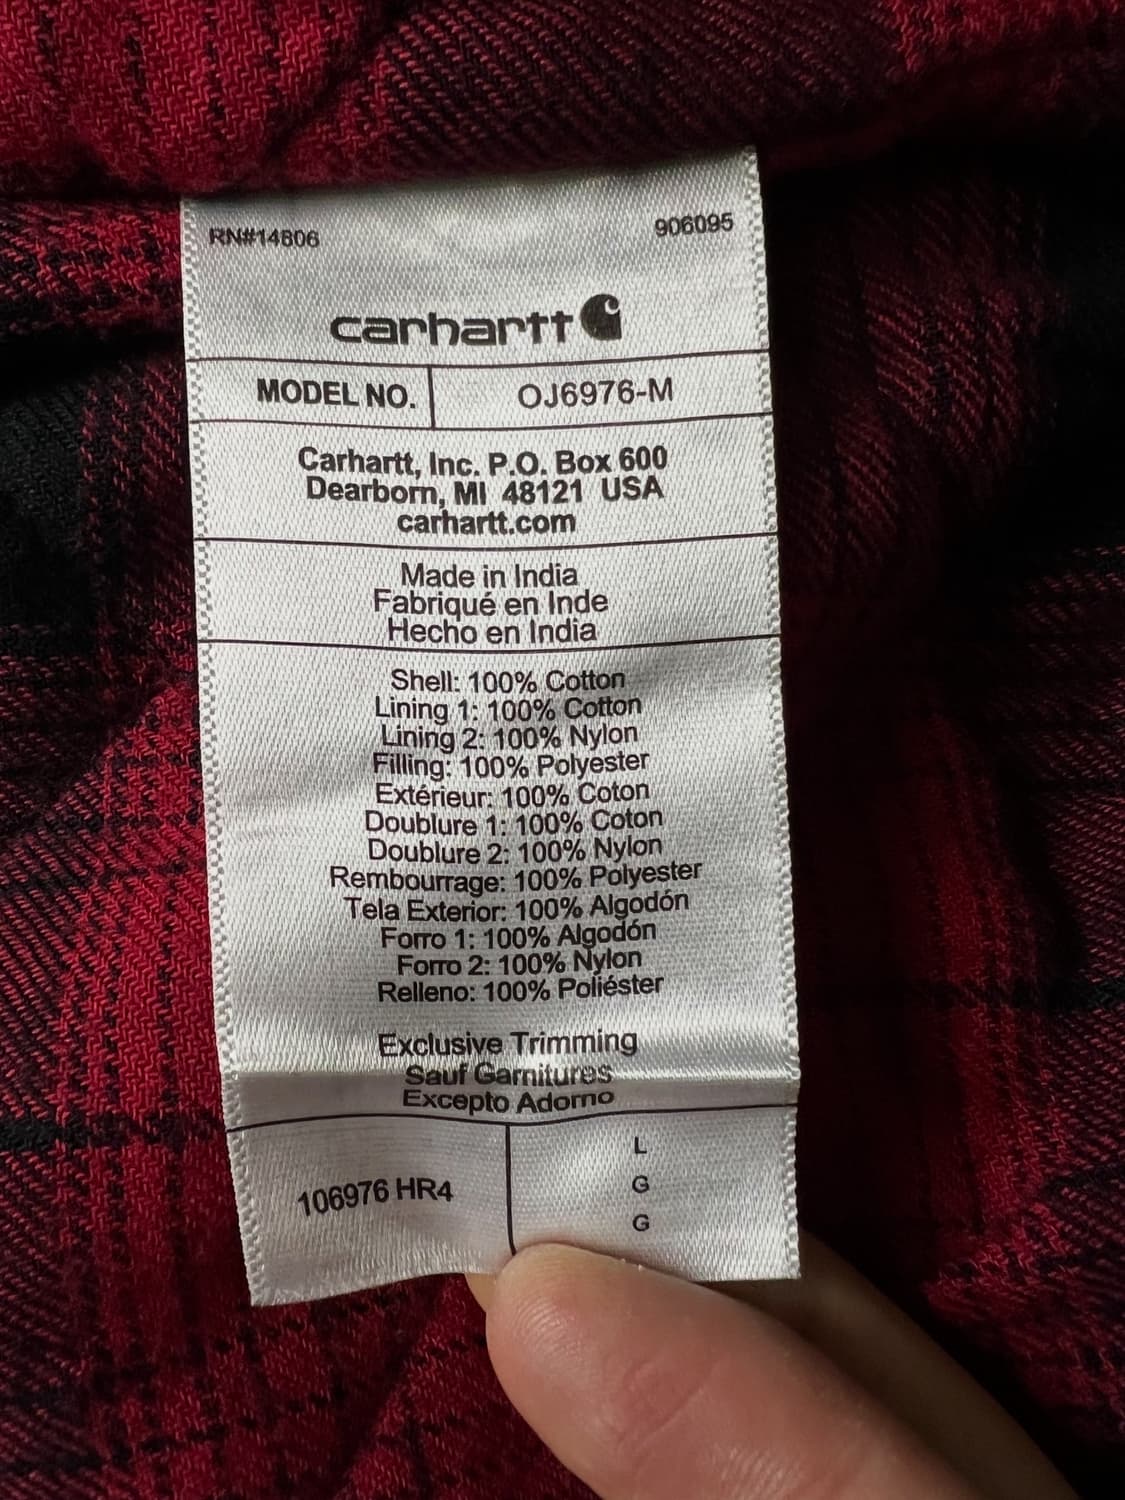 RN#14806 906095
carhartt
MODEL NO. OJ6976-M
Carhartt, Inc. P.O. Box 600
Dearborn, MI 48121 USA
carhartt.com
Made in India
Fabriqué en Inde
Hecho en India
Shell: 100% Cotton
Lining 1: 100% Cotton
Lining 2: 100% Nylon
Filling: 100% Polyester
Extérieur: 100% Coton
Doublure 1: 100% Coton
Doublure 2: 100% Nylon
Rembourrage: 100% Polyester
Tela Exterior: 100% Algodón
Forro 1: 100% Algodón
Forro 2: 100% Nylon
Relleno: 100% Poliéster
Exclusive Trimming
Sauf Garnitures
Excepto Adorno
106976 HR4
L
G
G